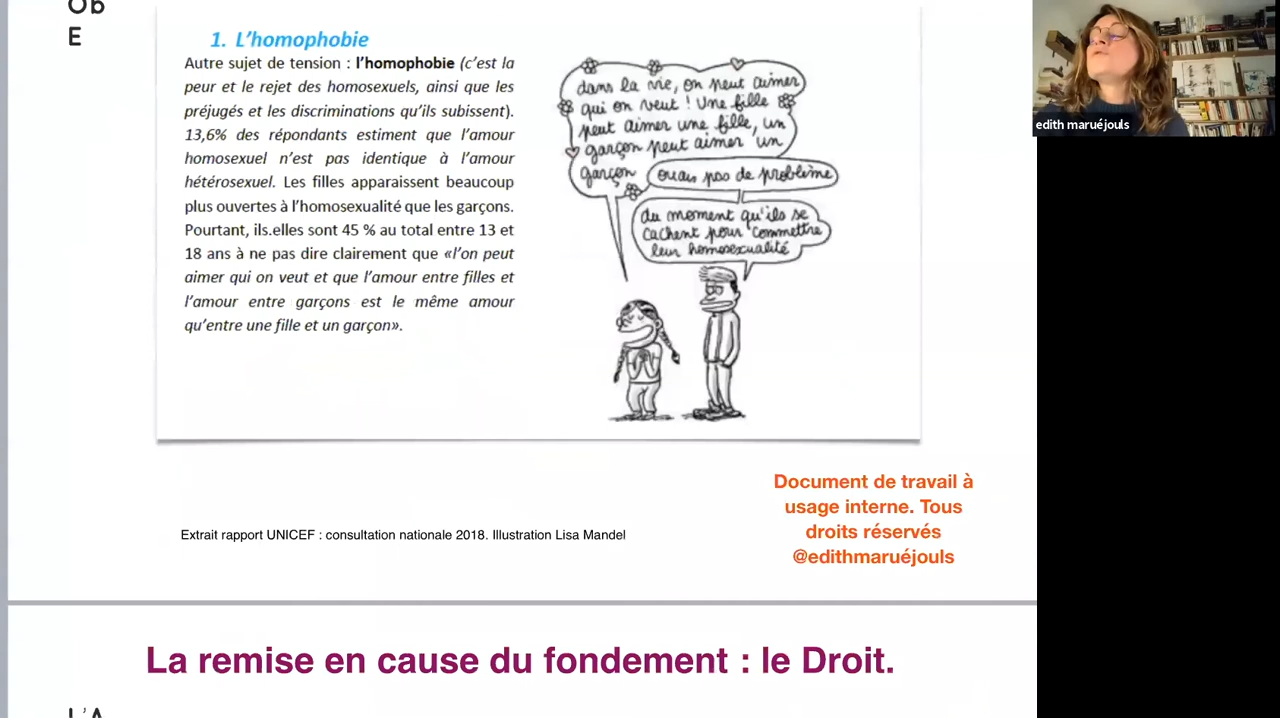 Ob
E
1. L'homophobie
Autre sujet de tension : l'homophobie (c'est la
peur et le rejet des homosexuels, ainsi que les
préjugés et les discriminations qu'ils subissent).
13,6% des répondants estiment que l'amour
homosexuel n'est pas identique à l'amour
hétérosexuel. Les filles apparaissent beaucoup
plus ouvertes à l'homosexualité que les garçons.
Pourtant, ils.elles sont 45 % au total entre 13 et
18 ans à ne pas dire clairement que «l'on peut
aimer qui on veut et que l'amour entre filles et
l'amour entre garçons est le même amour
qu'entre une fille et un garçon».
dans la vie, on peut aimer
qui on veut ! Une fille
peut aimer une fille, un
garçon peut aimer un
garçon
ouais pas de problème
du moment qu'ils se
cachent pour commettre
leur homosexualité
Extrait rapport UNICEF : consultation nationale 2018. Illustration Lisa Mandel
Document de travail à
usage interne. Tous
droits réservés
@edithmaruéjouls
La remise en cause du fondement : le Droit.
L'A
edith maruéjouls